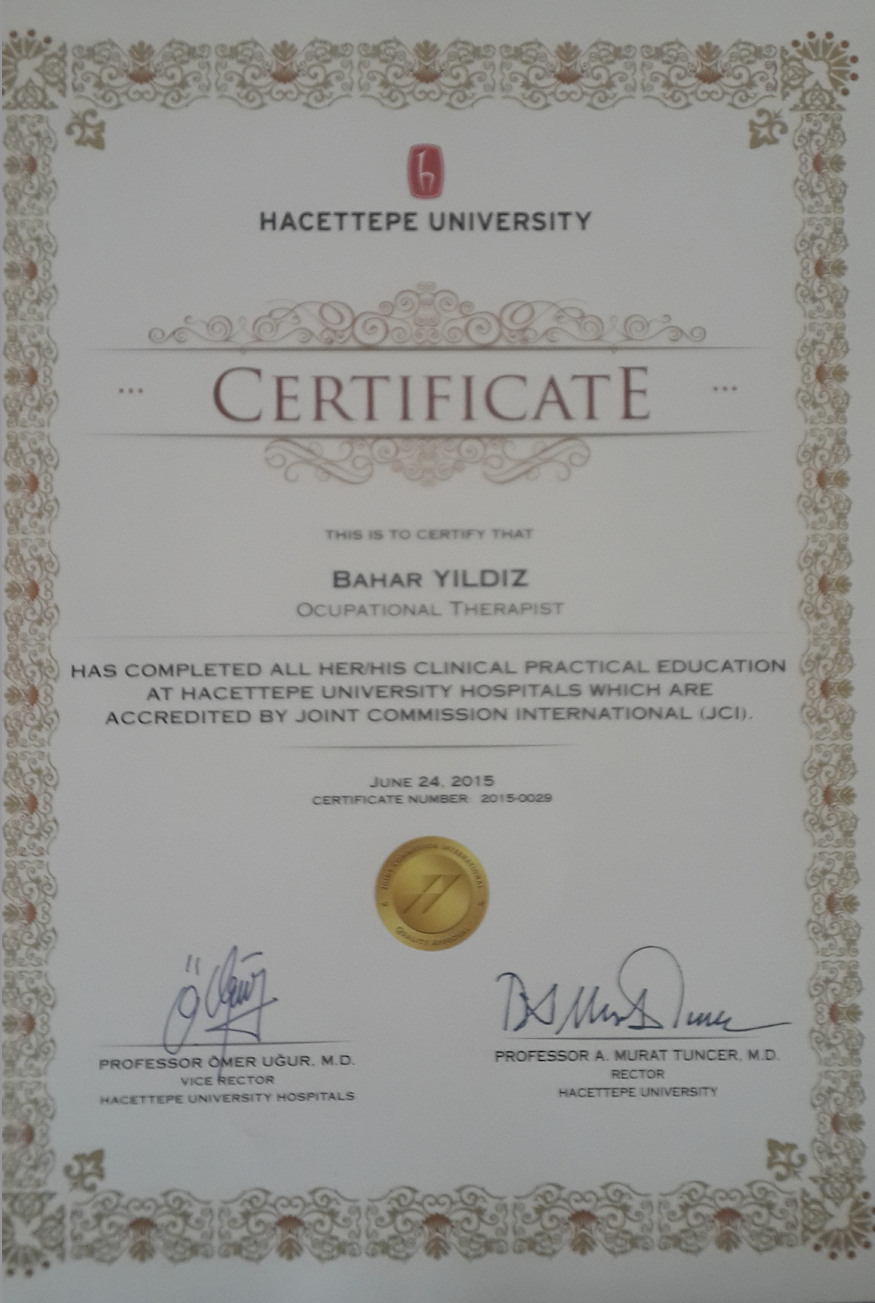 HACETTEPE UNIVERSITY
CERTIFICATE
THIS IS TO CERTIFY THAT
BAHAR YILDIZ
OCUPATIONAL THERAPIST
HAS COMPLETED ALL HER/HIS CLINICAL PRACTICAL EDUCATION
AT HACETTEPE UNIVERSITY HOSPITALS WHICH ARE
ACCREDITED BY JOINT COMMISSION INTERNATIONAL (JCI).
JUNE 24, 2015
CERTIFICATE NUMBER: 2015-0029
JOINT COMMISSION INTERNATIONAL
QUALITY APPROVAL
PROFESSOR ÖMER UĞUR, M.D.
VICE RECTOR
HACETTEPE UNIVERSITY HOSPITALS
PROFESSOR A. MURAT TUNCER, M.D.
RECTOR
HACETTEPE UNIVERSITY